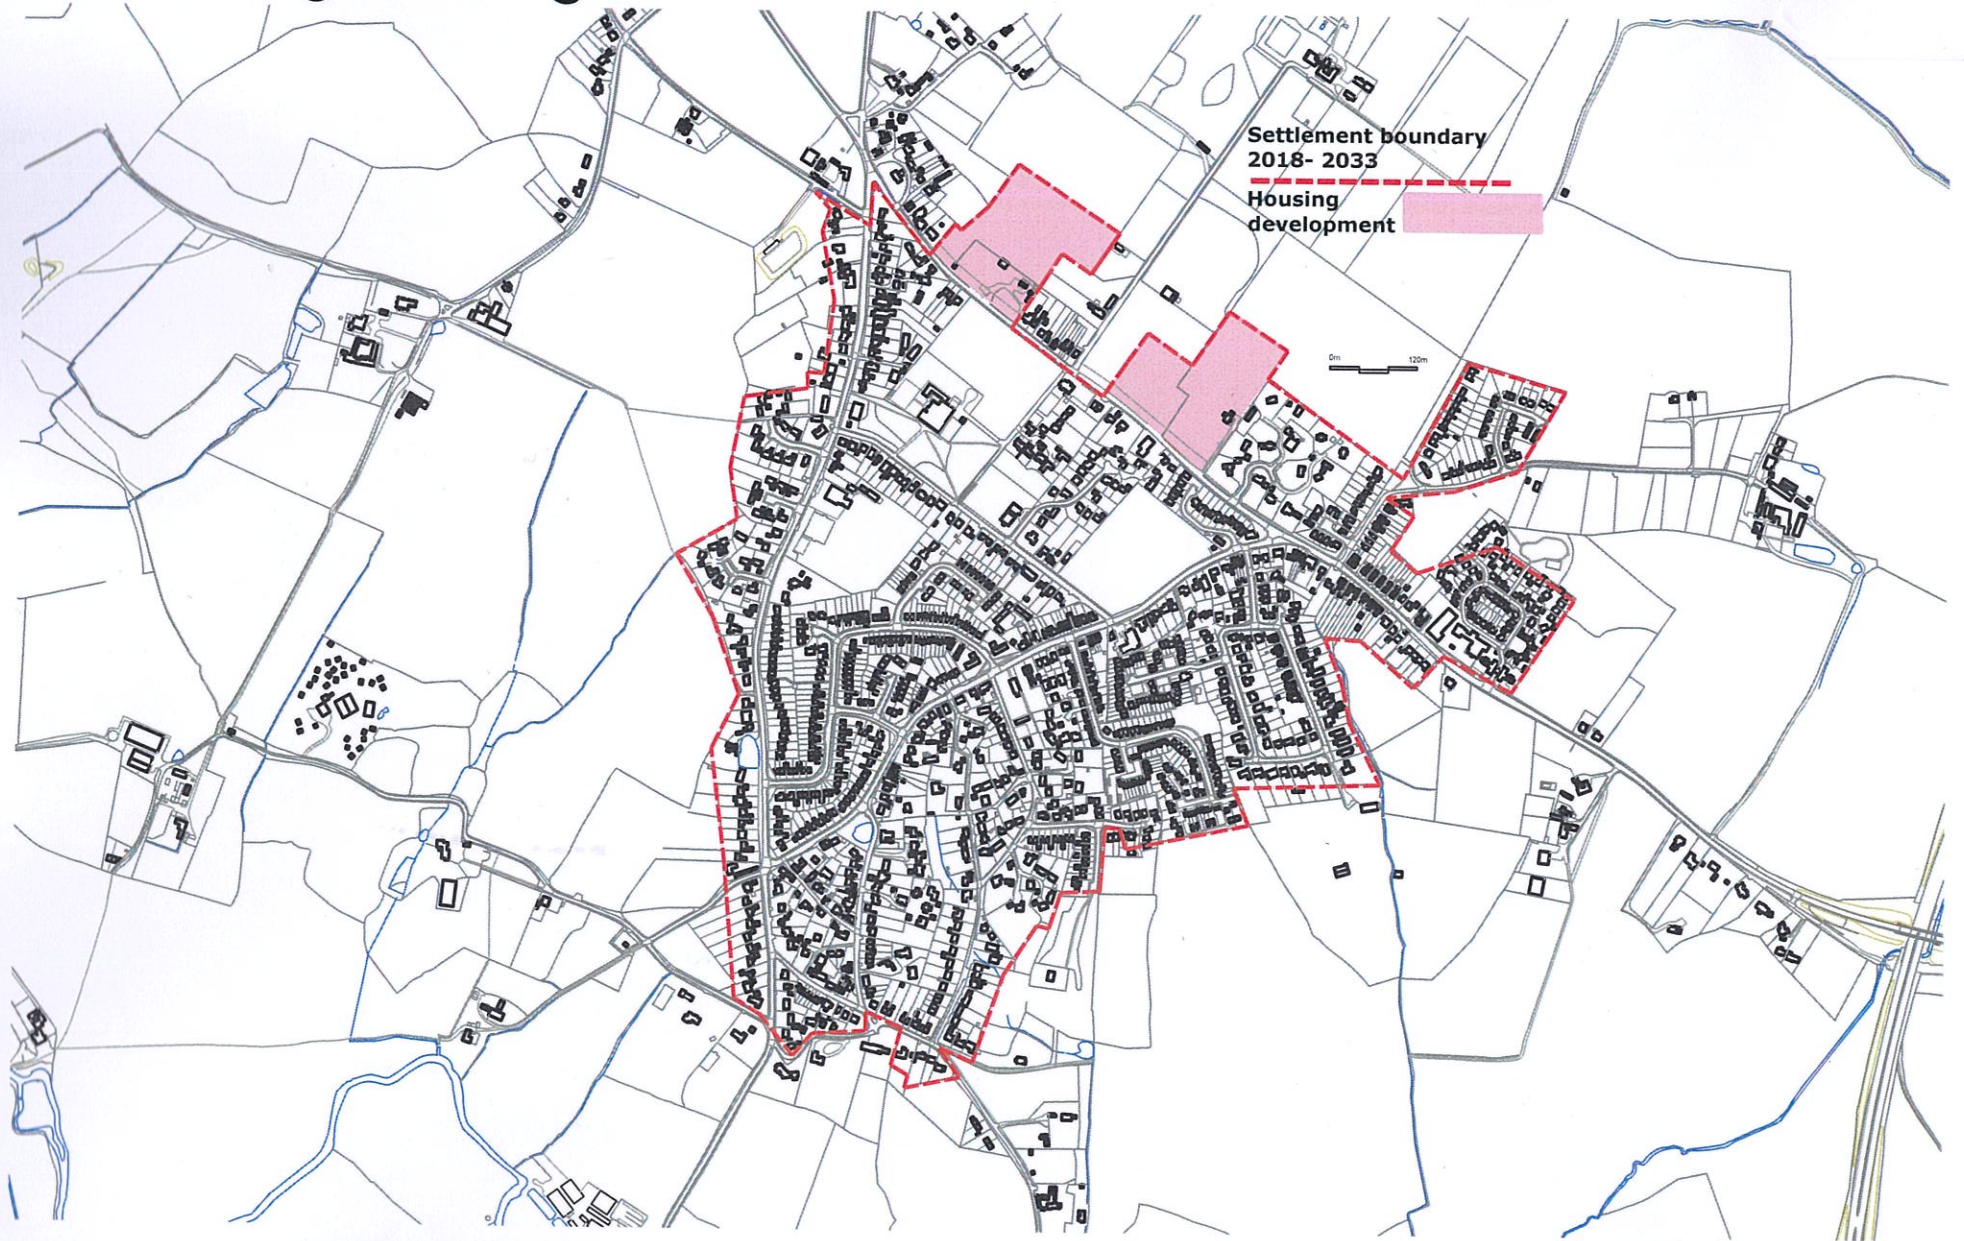 Settlement boundary
2018- 2033
Housing
development
0m 120m